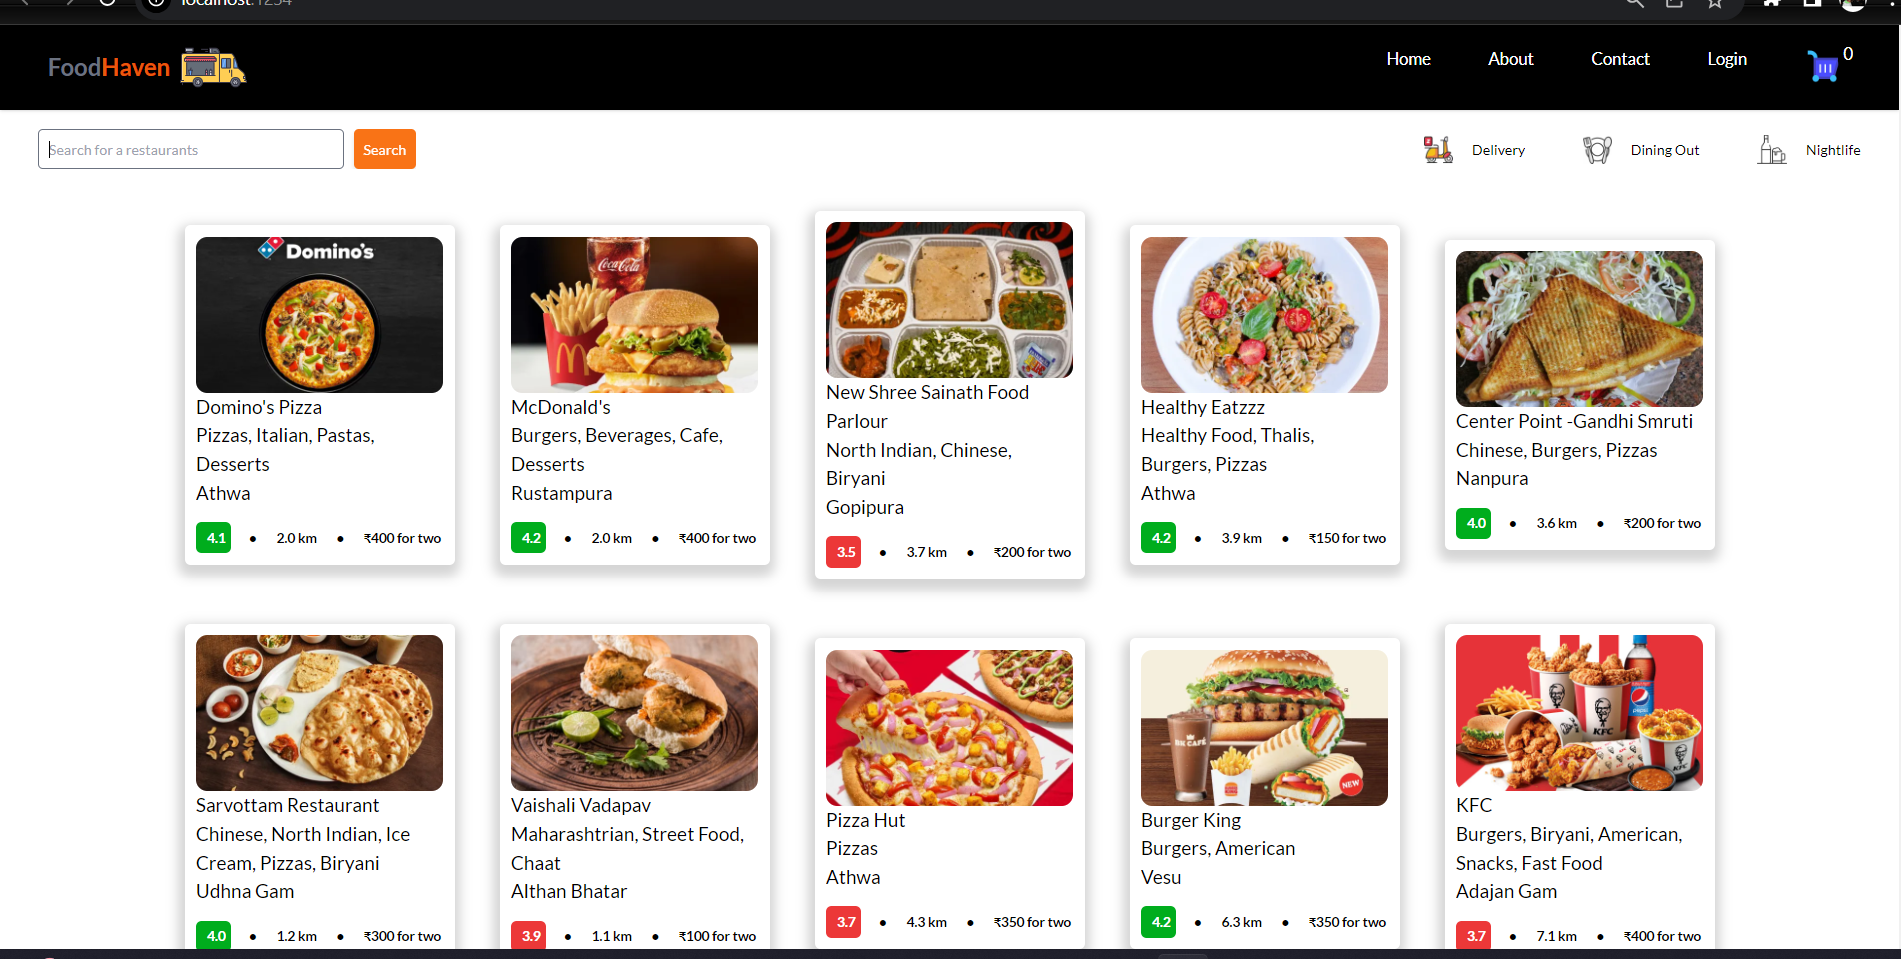 localhost:1234
FoodHaven
Home About Contact Login 0
Search for a restaurants Search
Delivery Dining Out Nightlife
Domino's
Domino's Pizza
Pizzas, Italian, Pastas,
Desserts
Athwa
4.1 • 2.0 km • ₹400 for two
Coca-Cola
McDonald's
Burgers, Beverages, Cafe,
Desserts
Rustampura
4.2 • 2.0 km • ₹400 for two
New Shree Sainath Food
Parlour
North Indian, Chinese,
Biryani
Gopipura
3.5 • 3.7 km • ₹200 for two
Healthy Eatzzz
Healthy Food, Thalis,
Burgers, Pizzas
Athwa
4.2 • 3.9 km • ₹150 for two
Center Point -Gandhi Smruti
Chinese, Burgers, Pizzas
Nanpura
4.0 • 3.6 km • ₹200 for two
Sarvottam Restaurant
Chinese, North Indian, Ice
Cream, Pizzas, Biryani
Udhna Gam
4.0 • 1.2 km • ₹300 for two
Vaishali Vadapav
Maharashtrian, Street Food,
Chaat
Althan Bhatar
3.9 • 1.1 km • ₹100 for two
Pizza Hut
Pizzas
Athwa
3.7 • 4.3 km • ₹350 for two
BK CAFÉ
NEW
Burger King
Burgers, American
Vesu
4.2 • 6.3 km • ₹350 for two
pepsi
KFC
KFC
KFC
Burgers, Biryani, American,
Snacks, Fast Food
Adajan Gam
3.7 • 7.1 km • ₹400 for two